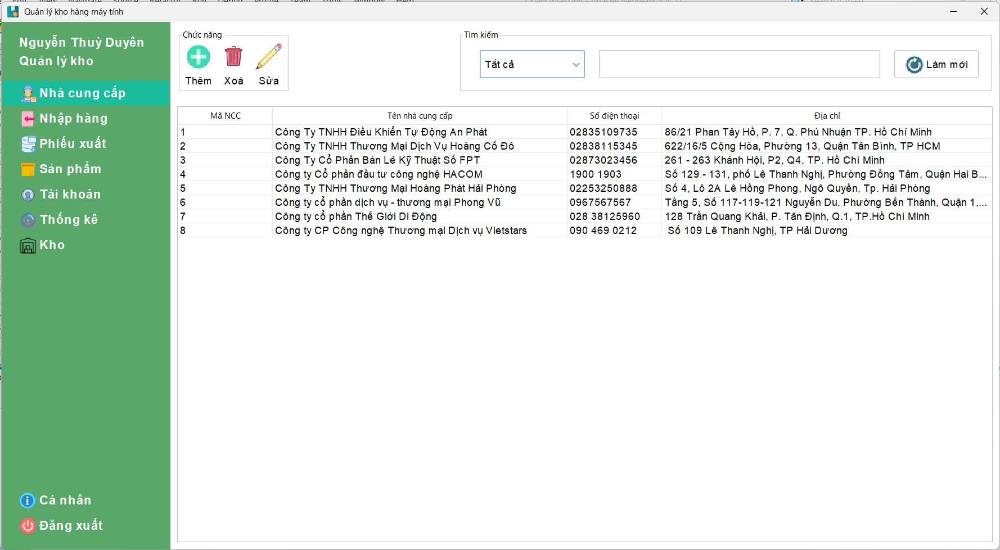 Quản lý kho hàng máy tính
Nguyễn Thuỳ Duyên
Quản lý kho
Nhà cung cấp
Nhập hàng
Phiếu xuất
Sản phẩm
Tài khoản
Thống kê
Kho
Cá nhân
Đăng xuất
Chức năng
Thêm Xoá Sửa
Tìm kiếm
Tất cả
Làm mới
Mã NCC Tên nhà cung cấp Số điện thoại Địa chỉ
1 Công Ty TNHH Điều Khiển Tự Động An Phát 02835109735 86/21 Phan Tây Hồ, P. 7, Q. Phú Nhuận TP. Hồ Chí Minh
2 Công Ty TNHH Thương Mại Dịch Vụ Hoàng Cố Đô 02838115345 622/16/5 Cộng Hòa, Phường 13, Quận Tân Bình, TP HCM
3 Công Ty Cổ Phần Bán Lẻ Kỹ Thuật Số FPT 02873023456 261 - 263 Khánh Hội, P2, Q4, TP. Hồ Chí Minh
4 Công ty Cổ phần đầu tư công nghệ HACOM 1900 1903 Số 129 - 131, phố Lê Thanh Nghị, Phường Đồng Tâm, Quận Hai B...
5 Công Ty TNHH Thương Mại Hoàng Phát Hải Phòng 02253250888 Số 4, Lô 2A Lê Hồng Phong, Ngô Quyền, Tp. Hải Phòng
6 Công ty cổ phần dịch vụ - thương mại Phong Vũ 0967567567 Tầng 5, Số 117-119-121 Nguyễn Du, Phường Bến Thành, Quận 1,...
7 Công ty cổ phần Thế Giới Di Động 028 38125960 128 Trần Quang Khải, P. Tân Định, Q.1, TP.Hồ Chí Minh
8 Công ty CP Công nghệ Thương mại Dịch vụ Vietstars 090 469 0212 Số 109 Lê Thanh Nghị, TP Hải Dương